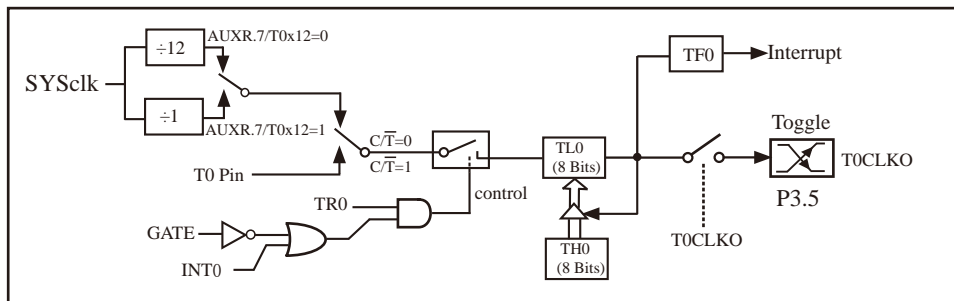 ÷12
AUXR.7/T0x12=0
SYSclk
÷1
AUXR.7/T0x12=1
T0 Pin
C/T̅=0
C/T̅=1
control
TR0
GATE
INT0
TL0
(8 Bits)
TH0
(8 Bits)
TF0
Interrupt
Toggle
T0CLKO
P3.5
T0CLKO